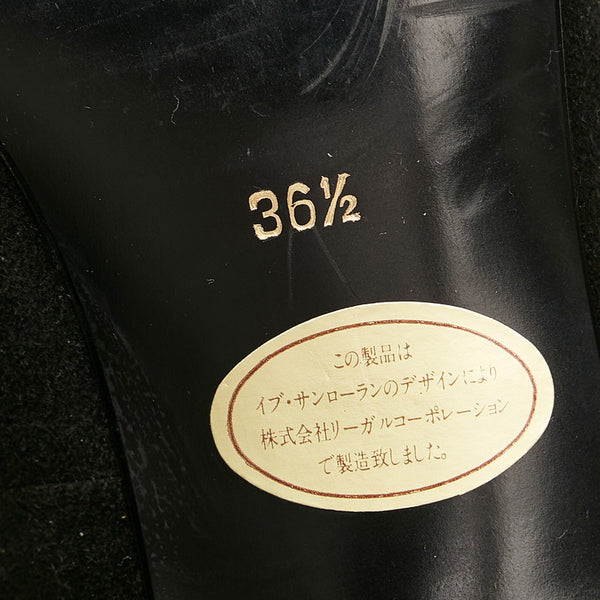 36½
この製品は
イブ・サンローランのデザインにより
株式会社リーガルコーポレーション
で製造致しました。